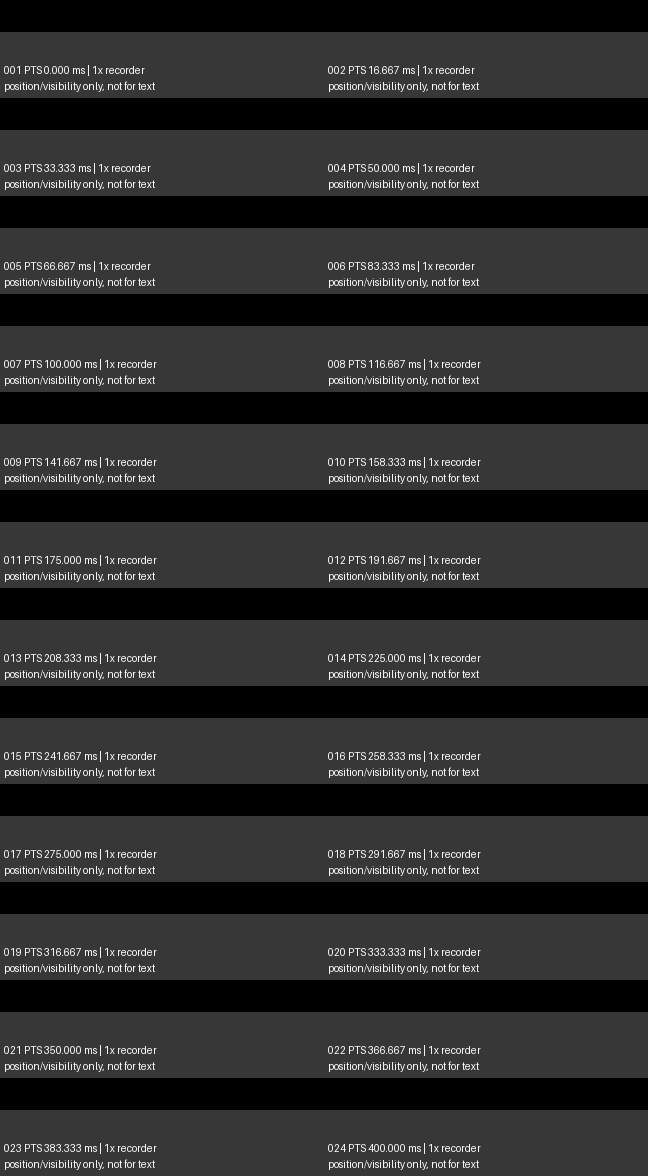 001 PTS 0.000 ms | 1x recorder
position/visibility only, not for text
002 PTS 16.667 ms | 1x recorder
position/visibility only, not for text
003 PTS 33.333 ms | 1x recorder
position/visibility only, not for text
004 PTS 50.000 ms | 1x recorder
position/visibility only, not for text
005 PTS 66.667 ms | 1x recorder
position/visibility only, not for text
006 PTS 83.333 ms | 1x recorder
position/visibility only, not for text
007 PTS 100.000 ms | 1x recorder
position/visibility only, not for text
008 PTS 116.667 ms | 1x recorder
position/visibility only, not for text
009 PTS 141.667 ms | 1x recorder
position/visibility only, not for text
010 PTS 158.333 ms | 1x recorder
position/visibility only, not for text
011 PTS 175.000 ms | 1x recorder
position/visibility only, not for text
012 PTS 191.667 ms | 1x recorder
position/visibility only, not for text
013 PTS 208.333 ms | 1x recorder
position/visibility only, not for text
014 PTS 225.000 ms | 1x recorder
position/visibility only, not for text
015 PTS 241.667 ms | 1x recorder
position/visibility only, not for text
016 PTS 258.333 ms | 1x recorder
position/visibility only, not for text
017 PTS 275.000 ms | 1x recorder
position/visibility only, not for text
018 PTS 291.667 ms | 1x recorder
position/visibility only, not for text
019 PTS 316.667 ms | 1x recorder
position/visibility only, not for text
020 PTS 333.333 ms | 1x recorder
position/visibility only, not for text
021 PTS 350.000 ms | 1x recorder
position/visibility only, not for text
022 PTS 366.667 ms | 1x recorder
position/visibility only, not for text
023 PTS 383.333 ms | 1x recorder
position/visibility only, not for text
024 PTS 400.000 ms | 1x recorder
position/visibility only, not for text